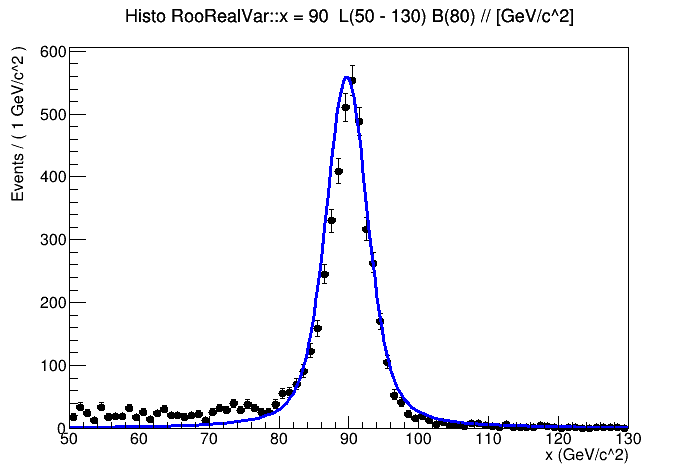 Histo RooRealVar::x = 90 L(50 - 130) B(80) // [GeV/c^2]
Events / ( 1 GeV/c^2 )
600
500
400
300
200
100
0
50 60 70 80 90 100 110 120 130
x (GeV/c^2)